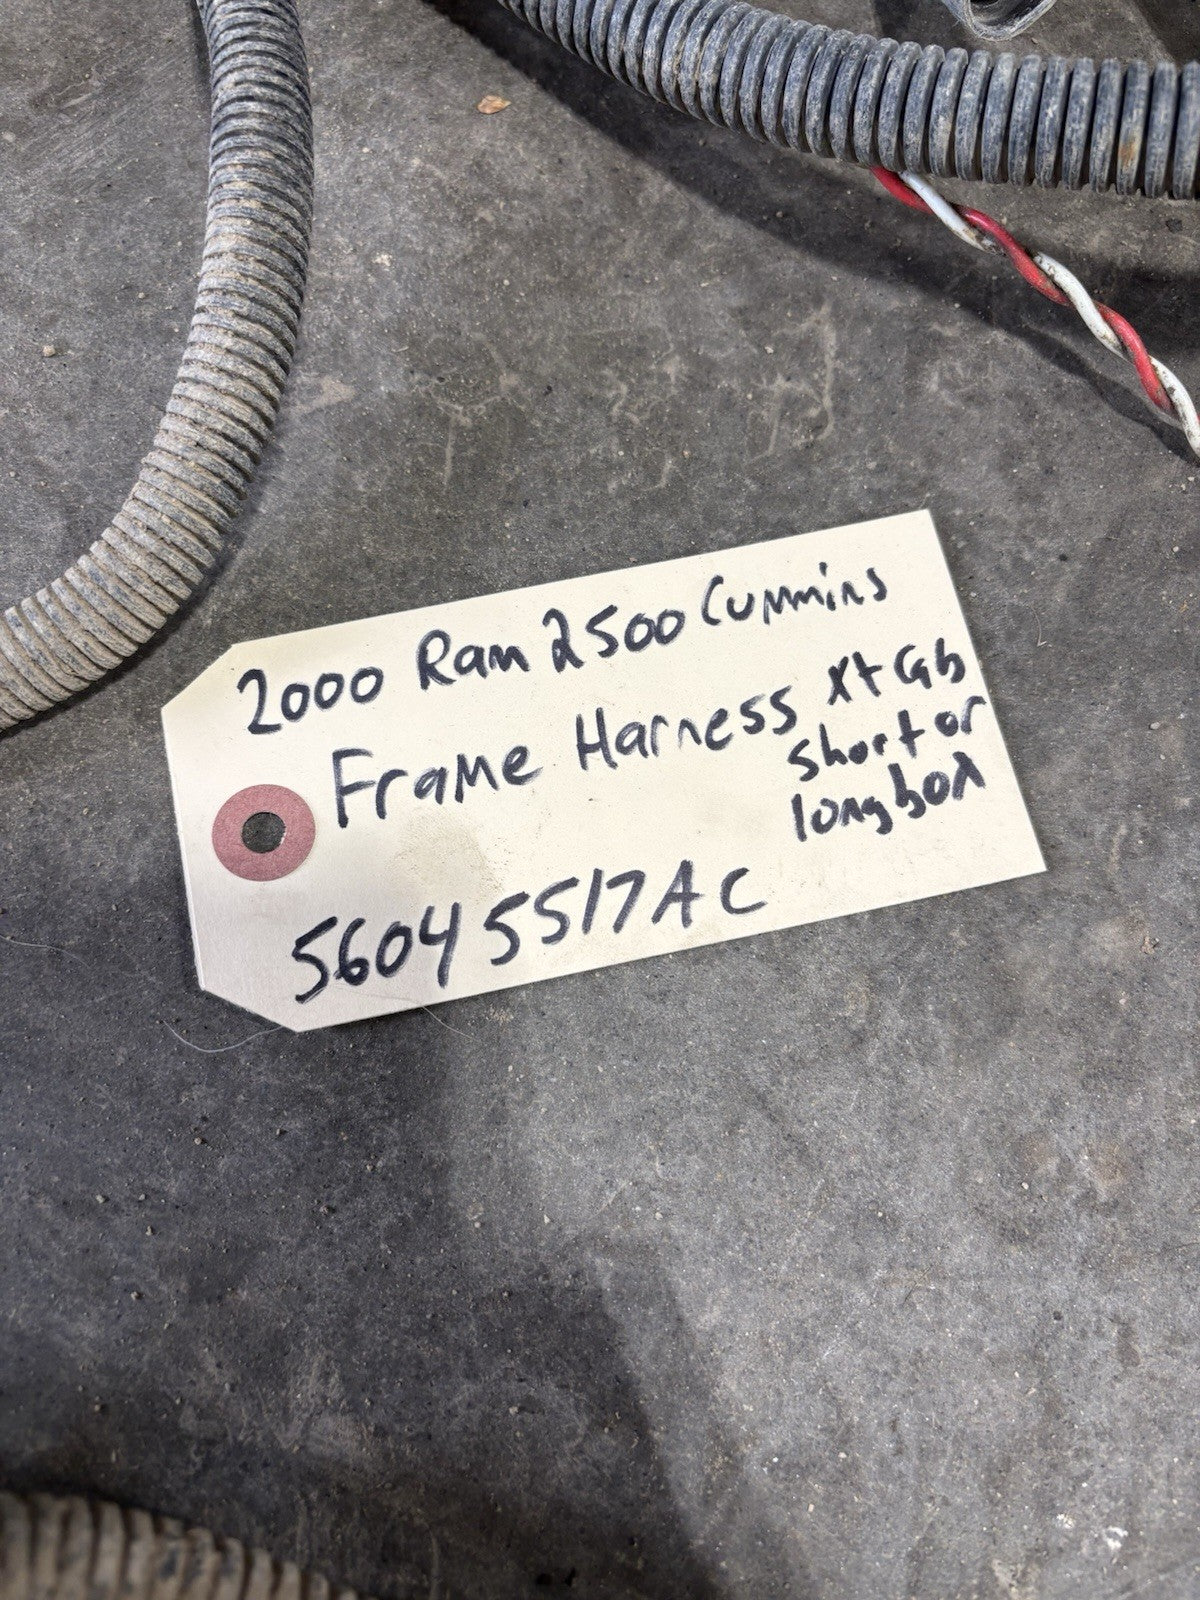 2000 Ram 2500 Cummins
Frame Harness xt Cab
short or
long box
56045517AC